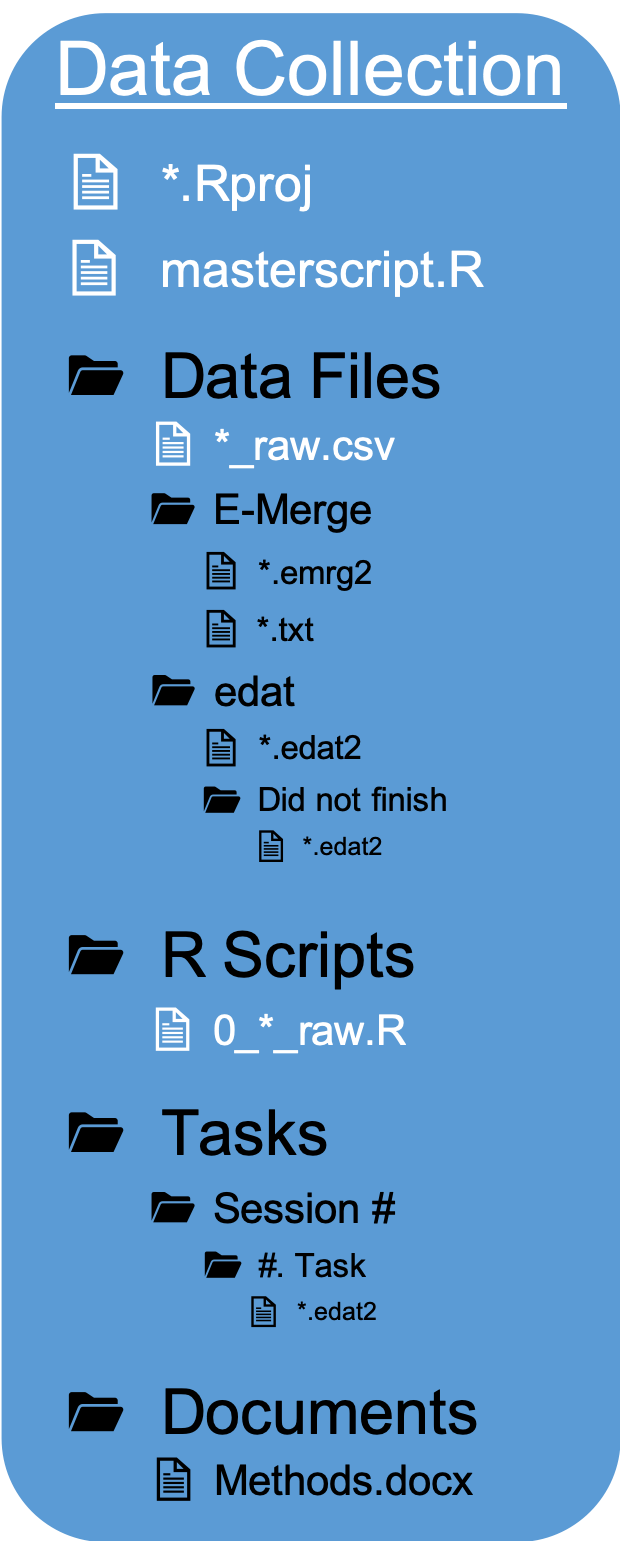 Data Collection
*.Rproj
masterscript.R
Data Files
*_raw.csv
E-Merge
*.emrg2
*.txt
edat
*.edat2
Did not finish
*.edat2
R Scripts
0_*_raw.R
Tasks
Session #
#. Task
*.edat2
Documents
Methods.docx